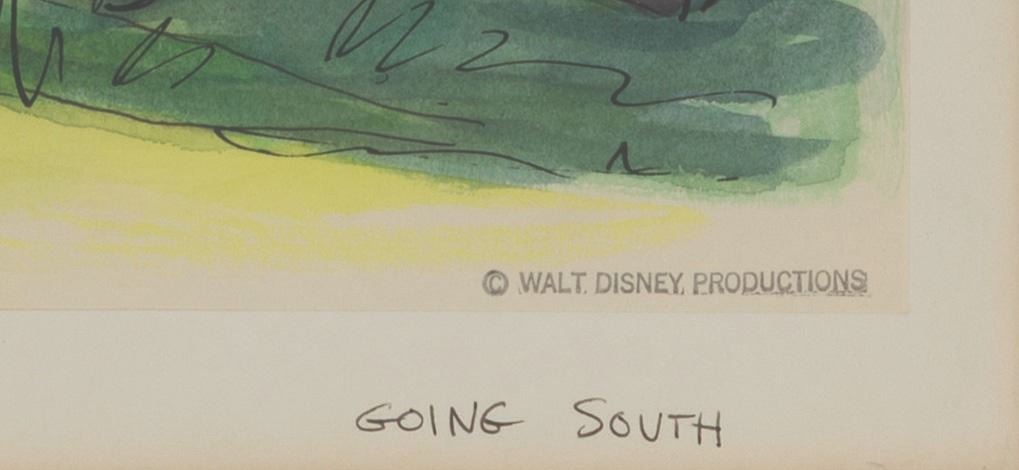 © WALT DISNEY PRODUCTIONS
GOING SOUTH